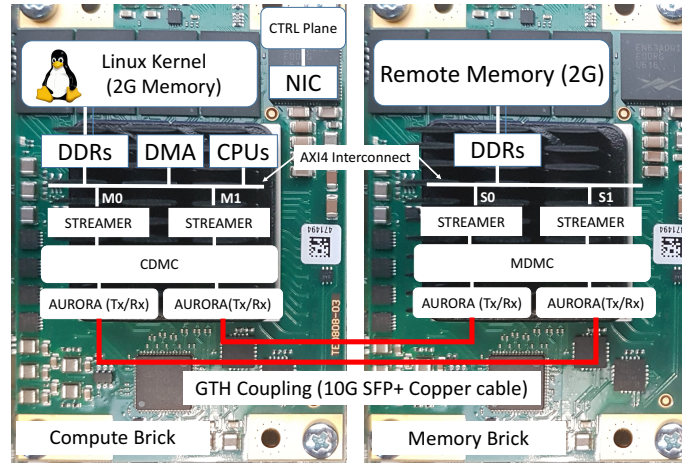 CTRL Plane
NIC
Linux Kernel
(2G Memory)
DDRs
DMA
CPUs
AXI4 Interconnect
M0
M1
STREAMER
STREAMER
CDMC
AURORA (Tx/Rx)
AURORA(Tx/Rx)
Remote Memory (2G)
DDRs
S0
S1
STREAMER
STREAMER
MDMC
AURORA (Tx/Rx)
AURORA(Tx/Rx)
GTH Coupling (10G SFP+ Copper cable)
Compute Brick
Memory Brick
471494